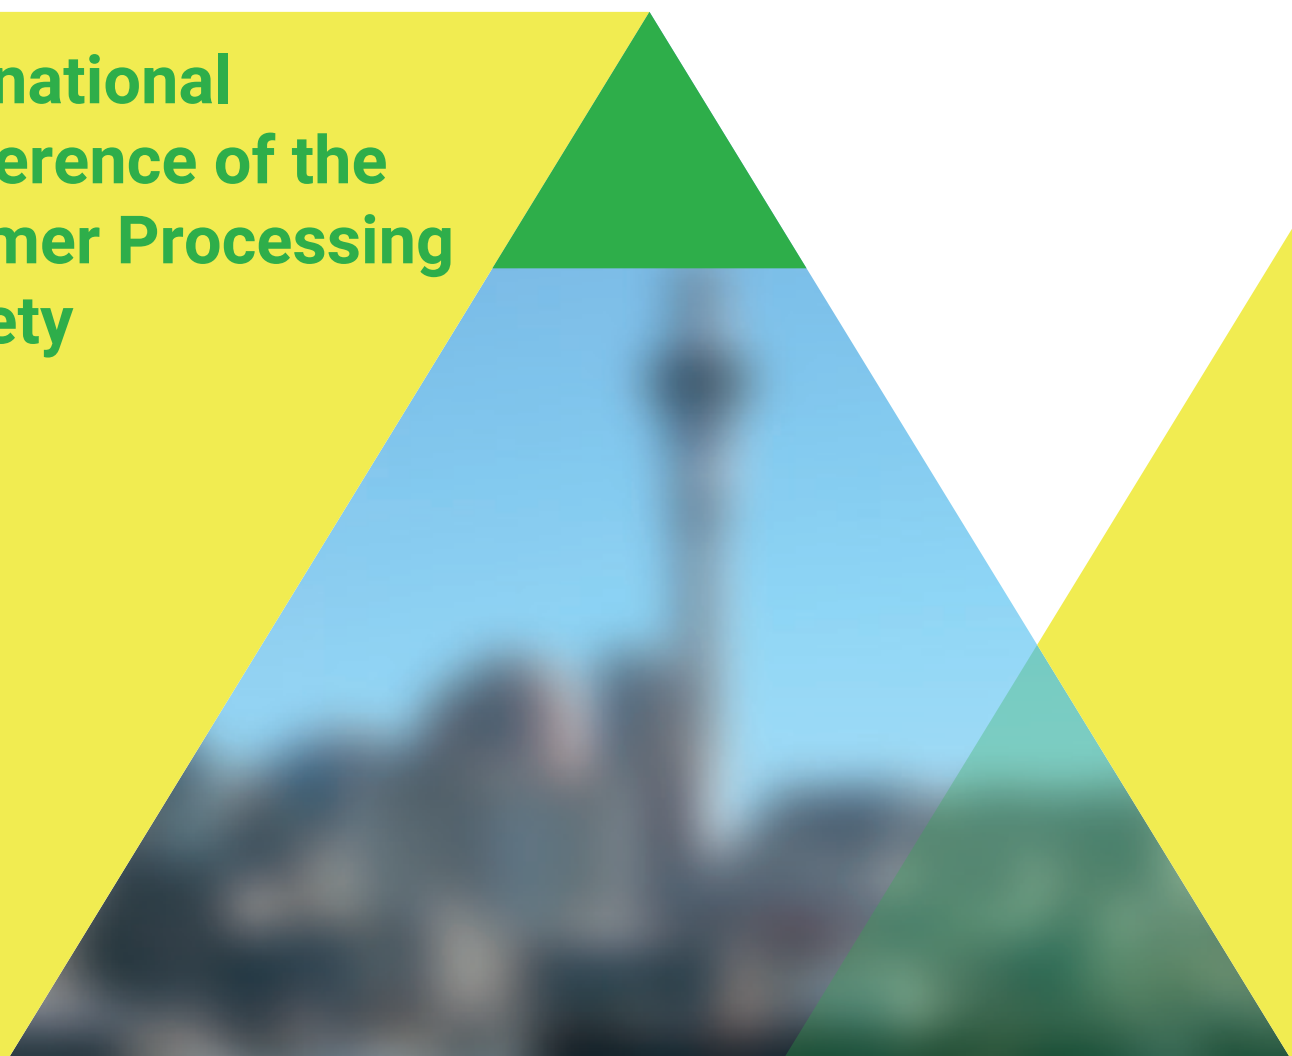 national
erence of the
mer Processing
ety